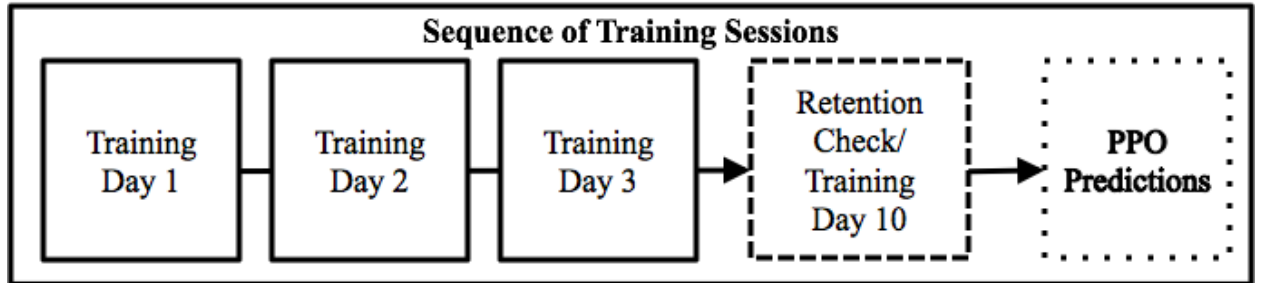 Sequence of Training Sessions
Training
Day 1
Training
Day 2
Training
Day 3
Retention
Check/
Training
Day 10
PPO
Predictions